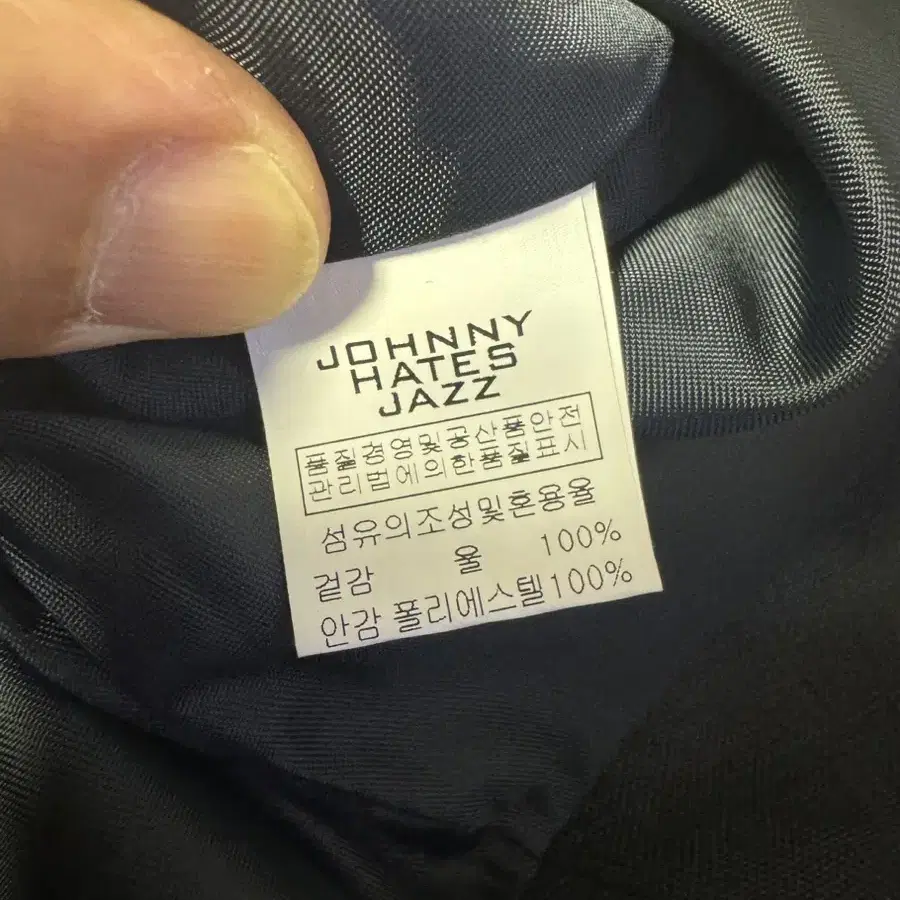 JOHNNY
HATES
JAZZ
품질경영및공산품안전
관리법에의한품질표시
섬유의조성및혼용율
겉감 울 100%
안감 폴리에스텔100%